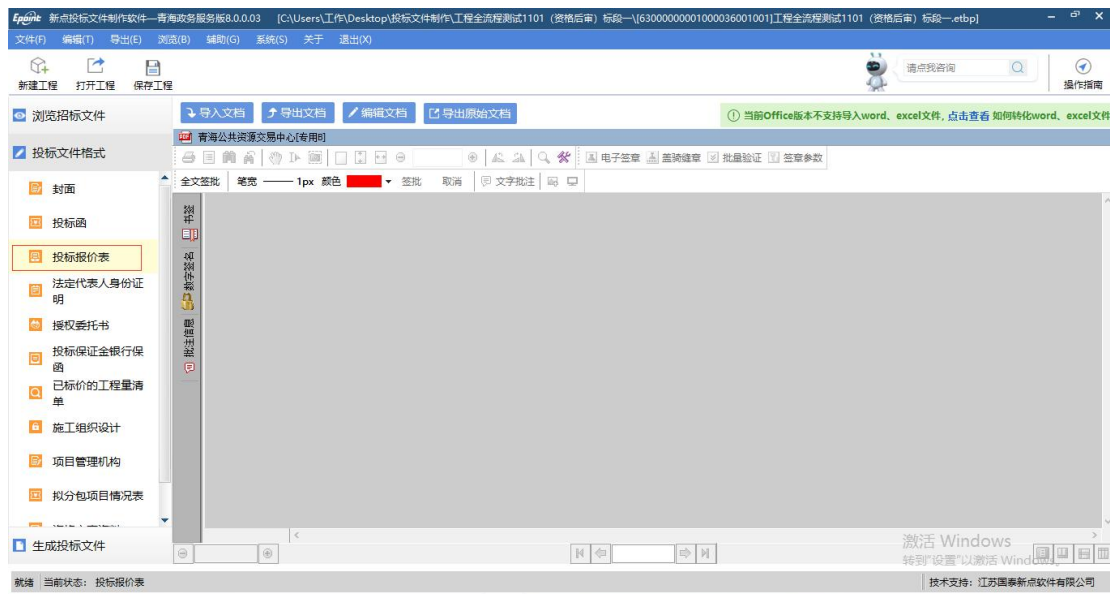 Epoint 新点投标文件制作软件—青海政务服务版8.0.0.03 [C:\Users\工作\Desktop\投标文件制作\工程全流程测试1101（资格后审）标段一\[6300000001000036001001]工程全流程测试1101（资格后审）标段一.etbp]
文件(F) 编辑(T) 导出(E) 浏览(B) 辅助(G) 系统(S) 关于 退出(X)
新建工程 打开工程 保存工程
请点我咨询
操作指南
浏览招标文件
导入文档 导出文档 编辑文档 导出原始文档
当前Office版本不支持导入word、excel文件, 点击查看 如何转化word、excel文件
青海公共资源交易中心[专用]
投标文件格式
电子签章 盖骑缝章 批量验证 签章参数
全文签批 笔宽 1px 颜色 签批 取消 文字批注
封面
投标函
投标报价表
法定代表人身份证
明
授权委托书
投标保证金银行保
函
已标价的工程量清
单
施工组织设计
项目管理机构
拟分包项目情况表
书签
数字签名
批注信息
生成投标文件
激活 Windows
转到"设置"以激活 Windows。
就绪 当前状态：投标报价表
技术支持：江苏国泰新点软件有限公司